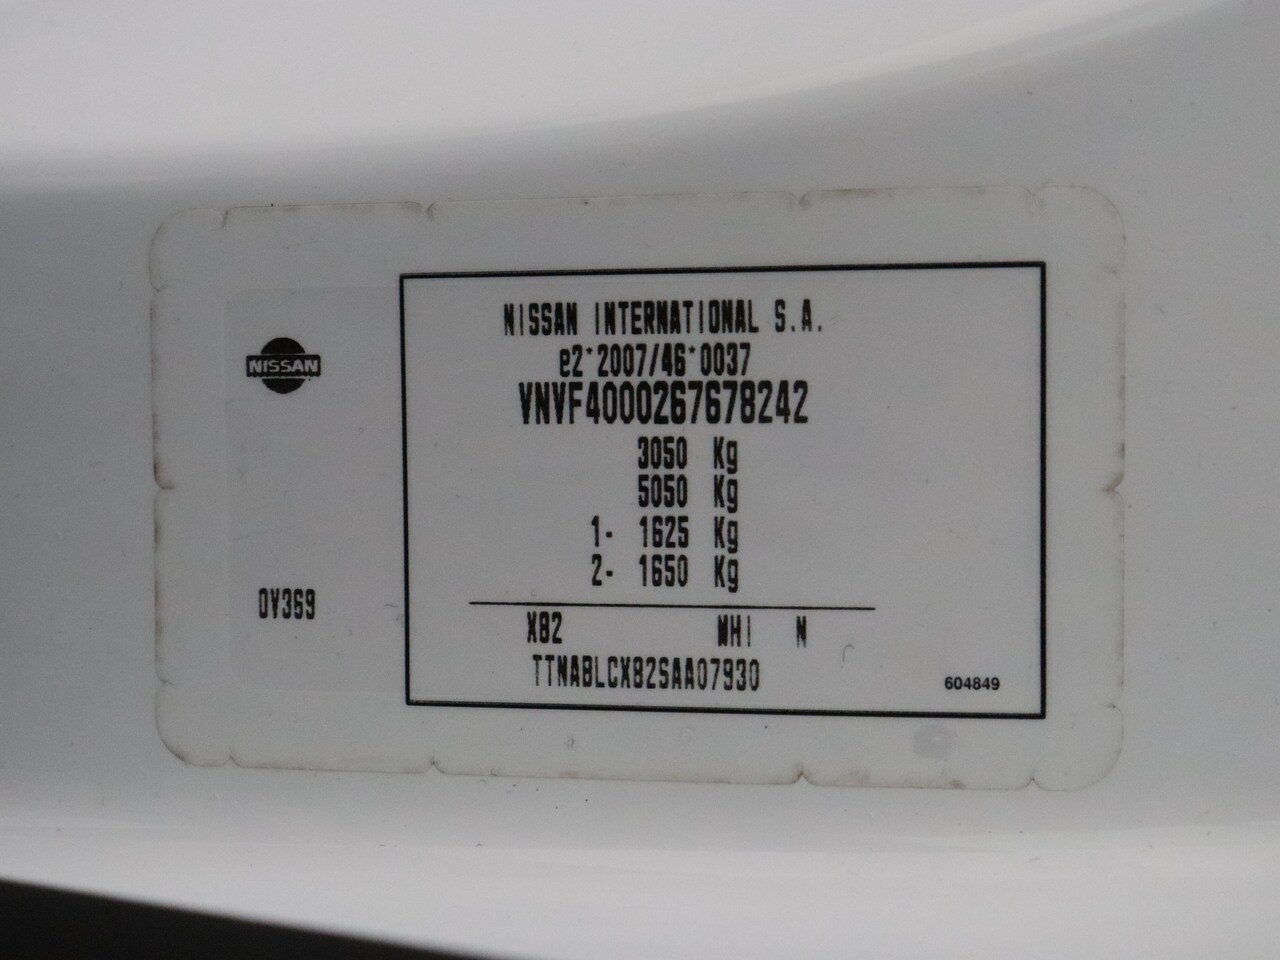 NISSAN INTERNATIONAL S.A.
e2*2007/46*0037
VNVF4000267678242
3050 Kg
5050 Kg
1- 1625 Kg
2- 1650 Kg
X82 WHI N
TTNABLCX82SAA07930
604849
NISSAN
0V369